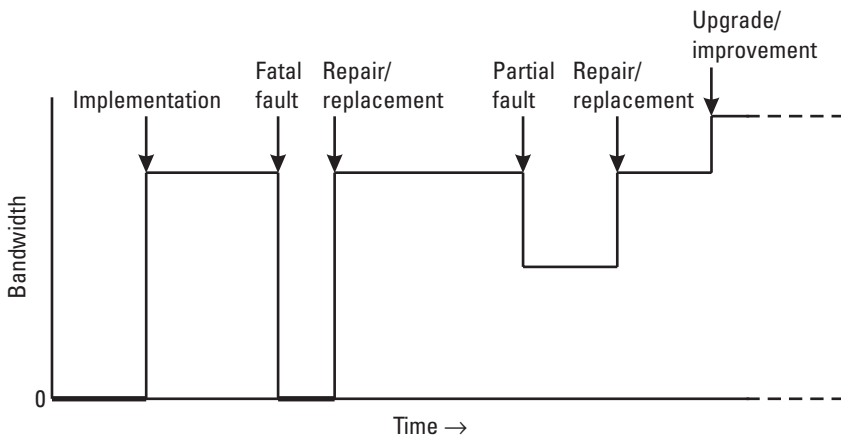 Upgrade/
improvement
Fatal
fault
Repair/
replacement
Partial
fault
Repair/
replacement
Implementation
Bandwidth
0
Time →